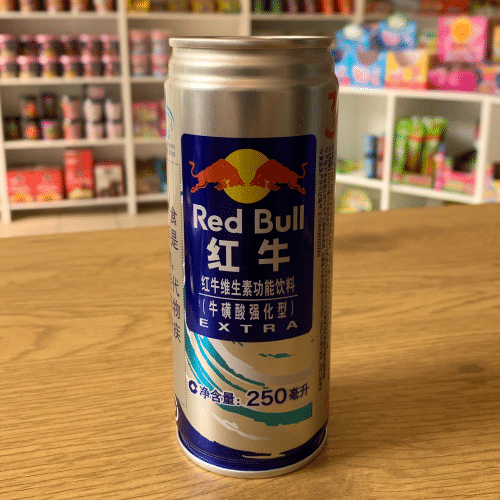 Red Bull
红牛
红牛维生素功能饮料
(牛磺酸强化型)
EXTRA
净含量: 250毫升